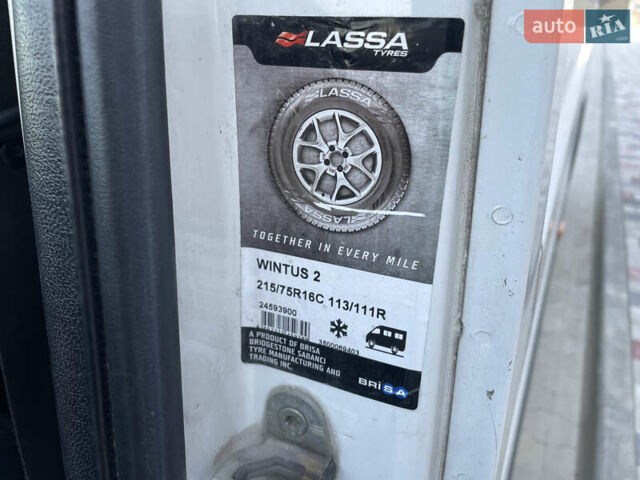 auto RIA
LASSA
TYRES
LASSA
LASSA
TOGETHER IN EVERY MILE
WINTUS 2
215/75R16C 113/111R
24593900
3500069403
A PRODUCT OF BRISA
BRIDGESTONE SABANCI
TYRE MANUFACTURING AND
TRADING INC.
BRiSA